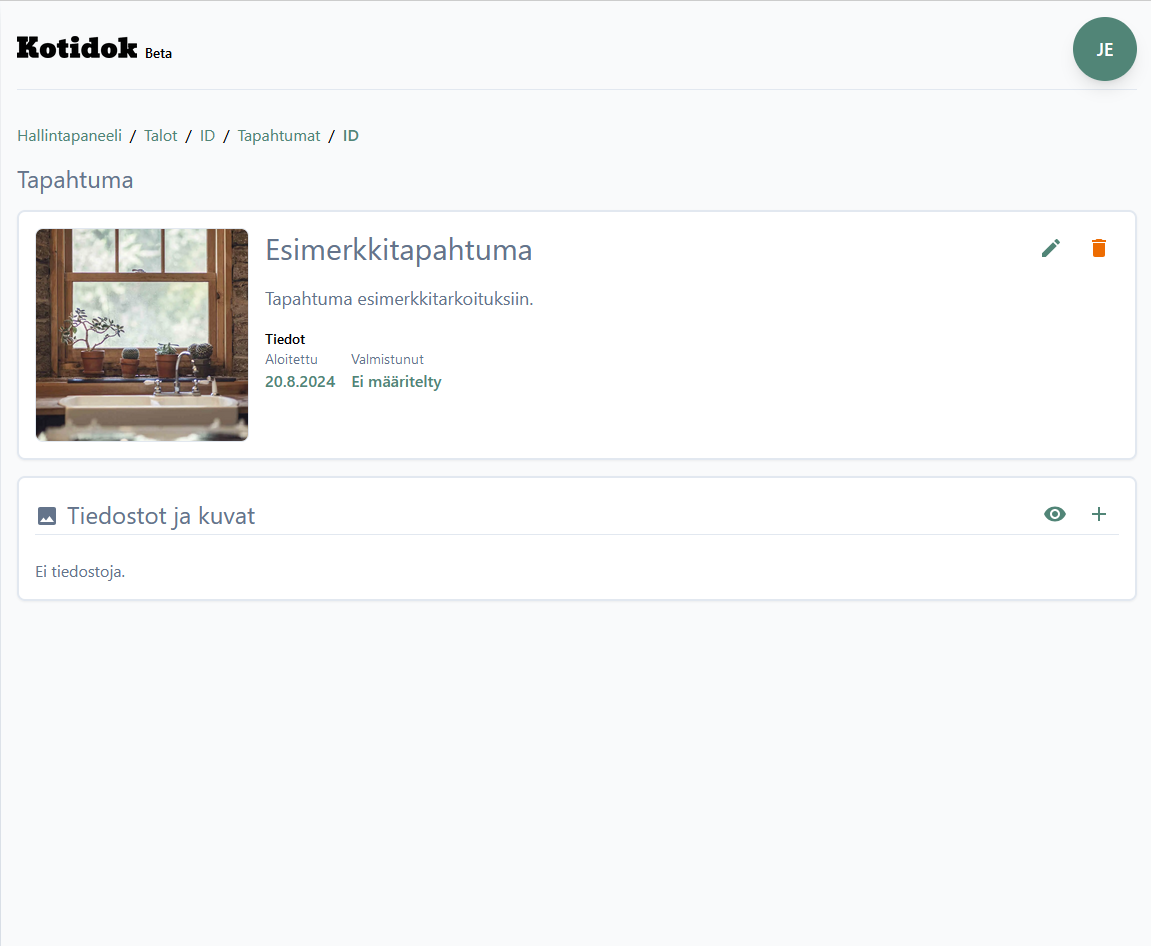 Kotidok Beta
JE
Hallintapaneeli / Talot / ID / Tapahtumat / ID
Tapahtuma
Esimerkkitapahtuma
Tapahtuma esimerkkitarkoituksiin.
Tiedot
Aloitettu Valmistunut
20.8.2024 Ei määritelty
Tiedostot ja kuvat
Ei tiedostoja.